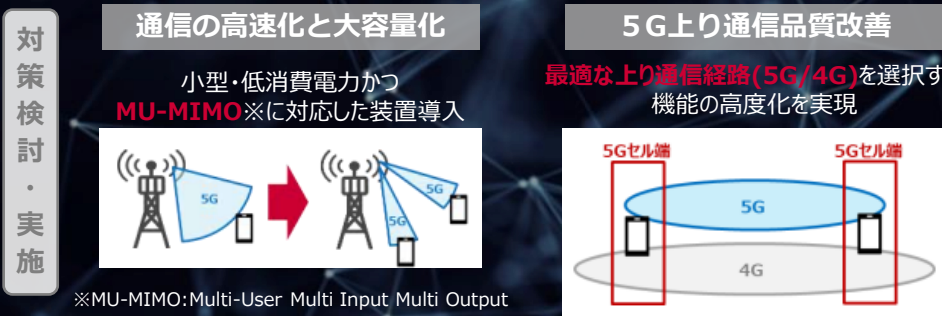 対策検討・実施
通信の高速化と大容量化
小型・低消費電力かつ
MU-MIMO※に対応した装置導入
5G
5G
5G
※MU-MIMO:Multi-User Multi Input Multi Output
５G上り通信品質改善
最適な上り通信経路(5G/4G)を選択す
機能の高度化を実現
5Gセル端
5Gセル端
5G
4G